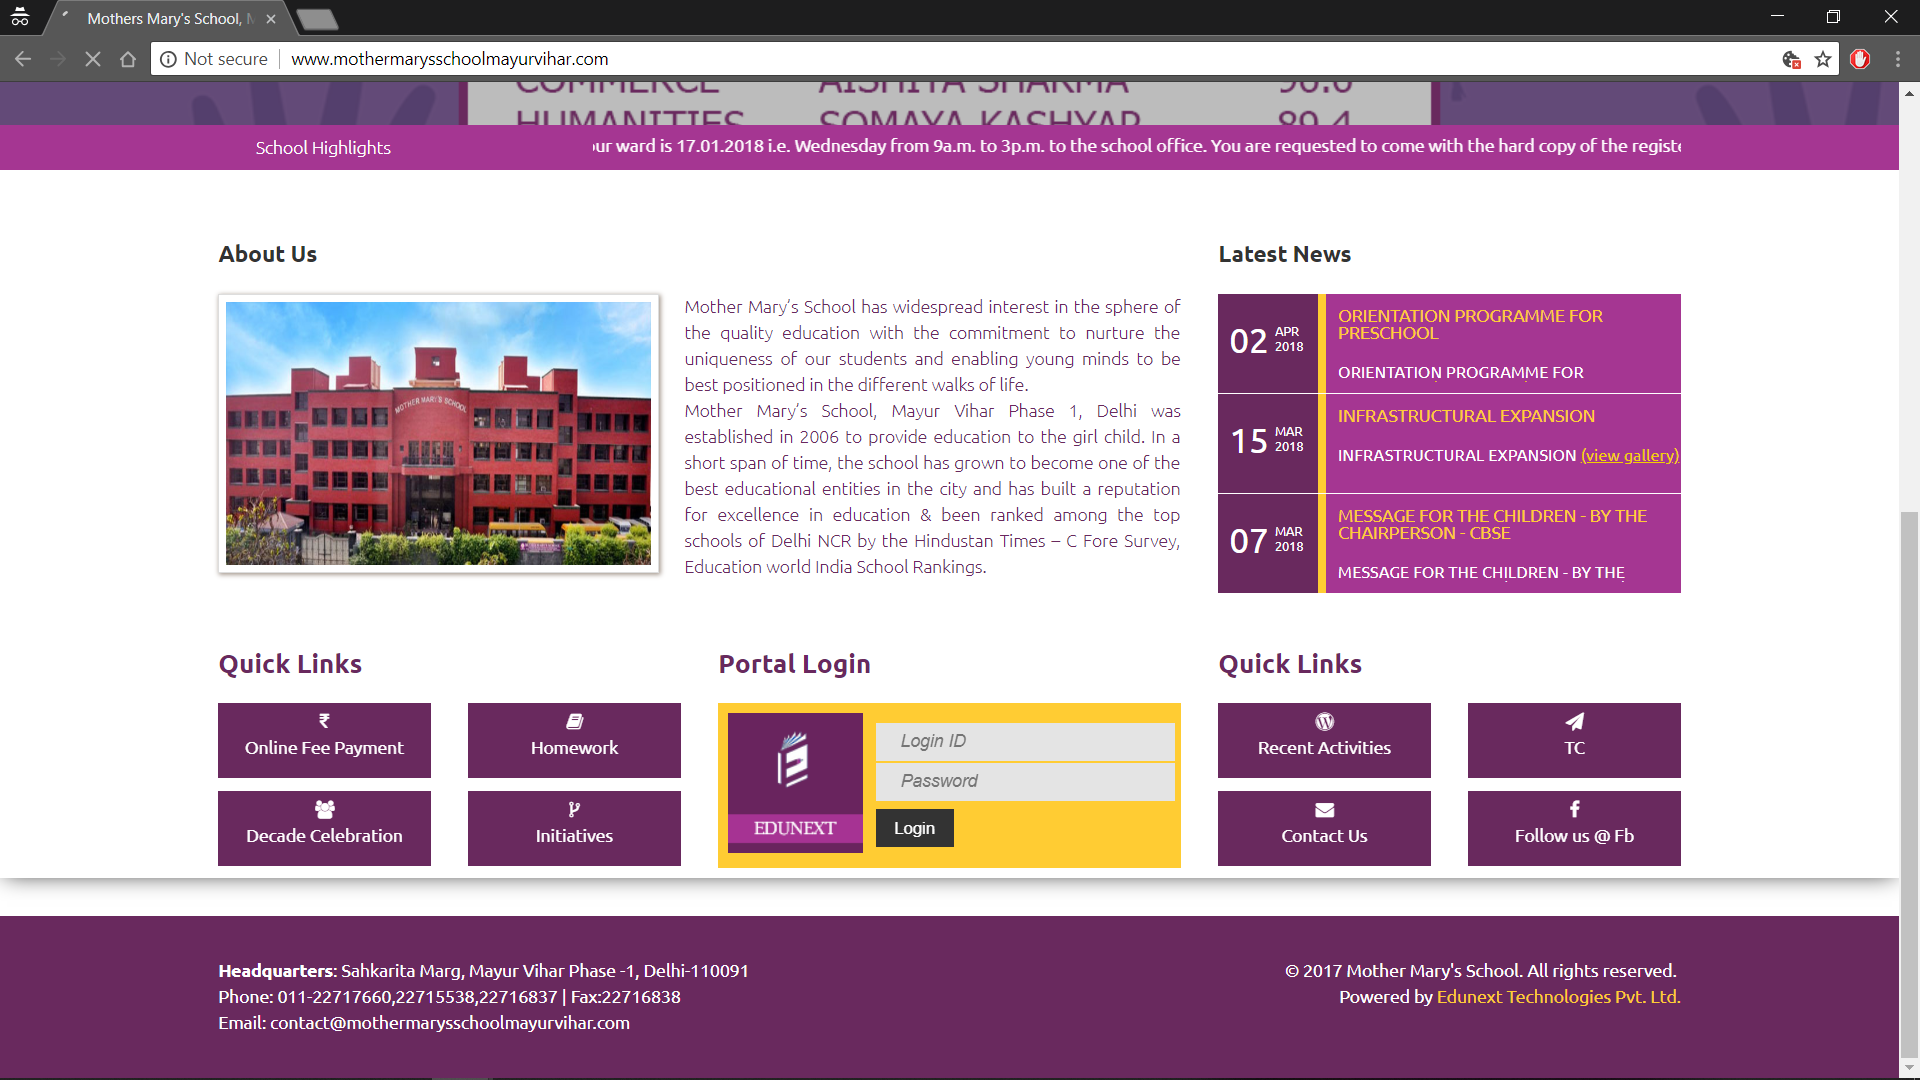 Mothers Mary's School, M
Not secure
www.mothermarysschoolmayurvihar.com
COMMERCE AISHIYA SHARMA 96.6
HUMANITIES SOMAYA KASHYAP 89.4
School Highlights
our ward is 17.01.2018 i.e. Wednesday from 9a.m. to 3p.m. to the school office. You are requested to come with the hard copy of the registe
About Us
MOTHER MARY'S SCHOOL
Mother Mary's School has widespread interest in the sphere of
the quality education with the commitment to nurture the
uniqueness of our students and enabling young minds to be
best positioned in the different walks of life.
Mother Mary's School, Mayur Vihar Phase 1, Delhi was
established in 2006 to provide education to the girl child. In a
short span of time, the school has grown to become one of the
best educational entities in the city and has built a reputation
for excellence in education & been ranked among the top
schools of Delhi NCR by the Hindustan Times – C Fore Survey,
Education world India School Rankings.
Latest News
02 APR 2018
ORIENTATION PROGRAMME FOR
PRESCHOOL
ORIENTATION PROGRAMME FOR
15 MAR 2018
INFRASTRUCTURAL EXPANSION
INFRASTRUCTURAL EXPANSION (view gallery)
07 MAR 2018
MESSAGE FOR THE CHILDREN - BY THE
CHAIRPERSON - CBSE
MESSAGE FOR THE CHILDREN - BY THE
Quick Links
₹
Online Fee Payment
Homework
Decade Celebration
Initiatives
Portal Login
EDUNEXT
Login ID
Password
Login
Quick Links
Recent Activities
TC
Contact Us
Follow us @ Fb
Headquarters: Sahkarita Marg, Mayur Vihar Phase -1, Delhi-110091
Phone: 011-22717660,22715538,22716837 | Fax:22716838
Email: contact@mothermarysschoolmayurvihar.com
© 2017 Mother Mary's School. All rights reserved.
Powered by Edunext Technologies Pvt. Ltd.